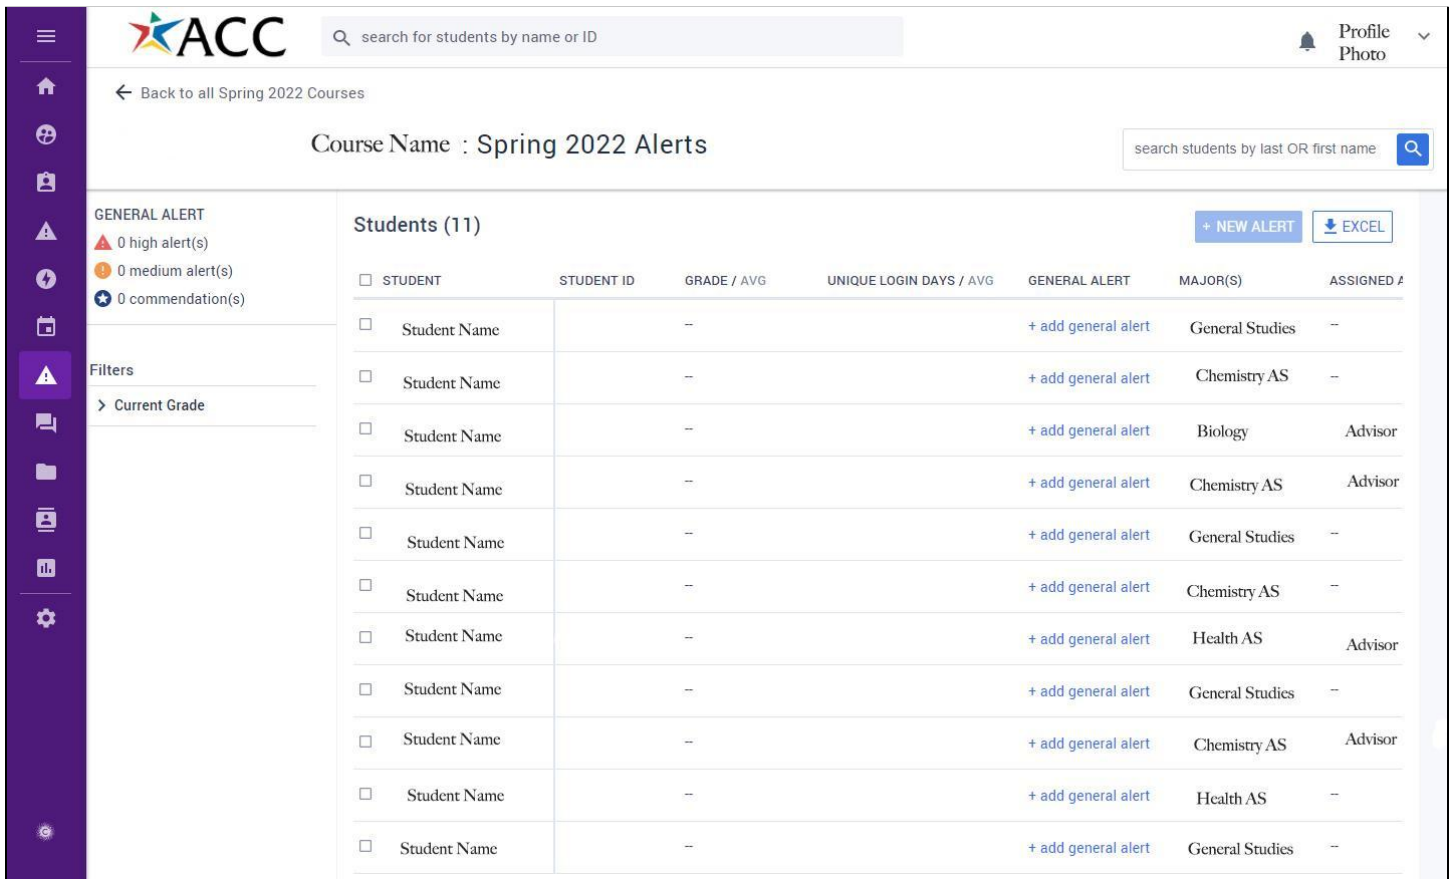 ACC
search for students by name or ID
Profile
Photo
Back to all Spring 2022 Courses
Course Name : Spring 2022 Alerts
search students by last OR first name
GENERAL ALERT
0 high alert(s)
0 medium alert(s)
0 commendation(s)
Filters
Current Grade
Students (11)
+ NEW ALERT
EXCEL
STUDENT STUDENT ID GRADE / AVG UNIQUE LOGIN DAYS / AVG GENERAL ALERT MAJOR(S) ASSIGNED A
Student Name -- + add general alert General Studies --
Student Name -- + add general alert Chemistry AS --
Student Name -- + add general alert Biology Advisor
Student Name -- + add general alert Chemistry AS Advisor
Student Name -- + add general alert General Studies --
Student Name -- + add general alert Chemistry AS --
Student Name -- + add general alert Health AS Advisor
Student Name -- + add general alert General Studies --
Student Name -- + add general alert Chemistry AS Advisor
Student Name -- + add general alert Health AS --
Student Name -- + add general alert General Studies --